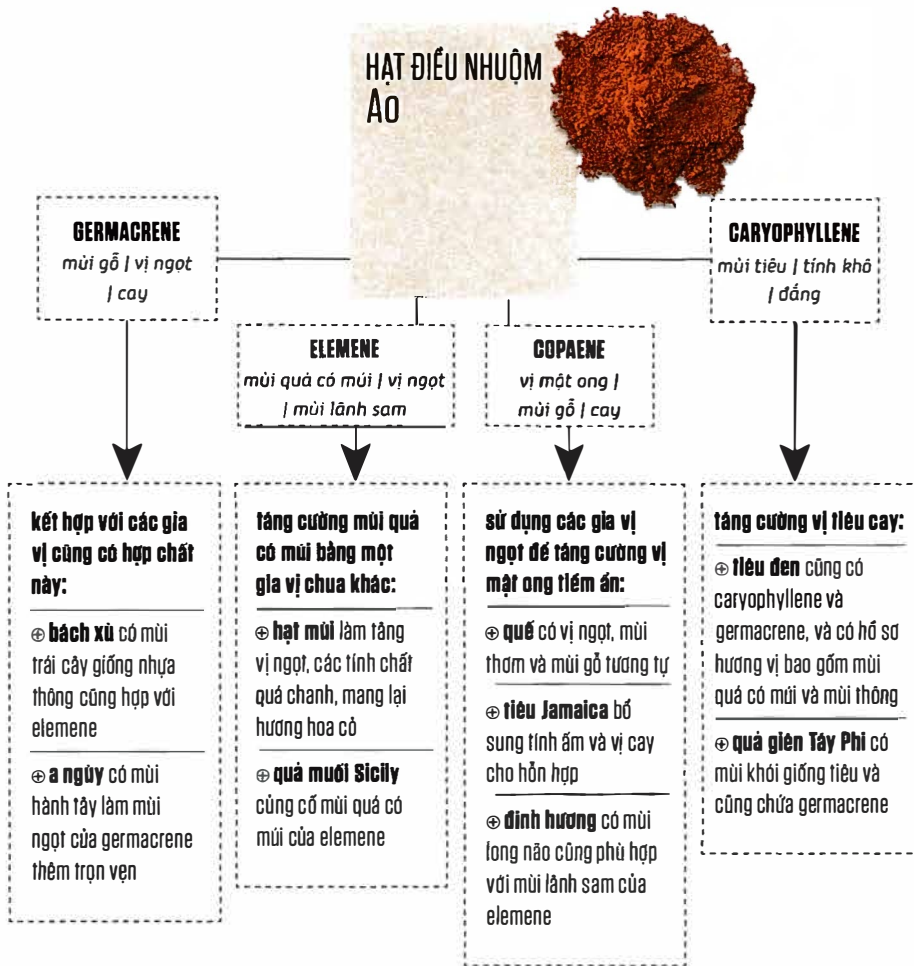 HẠT ĐIỀU NHUỘM
Ao
GERMACRENE
mùi gỗ | vị ngọt
| cay
CARYOPHYLLENE
mùi tiêu | tính khô
| đắng
ELEMENE
mùi quả có múi | vị ngọt
| mùi lãnh sam
COPAENE
vị mật ong |
mùi gỗ | cay
kết hợp với các gia
vị cũng có hợp chất
này:
⊕ bách xù có mùi
trái cây giống nhựa
thông cũng hợp với
elemene
⊕ a ngùy có mùi
hành tây làm mùi
ngọt của germacrene
thêm trọn vẹn
tăng cường mùi quả
có múi bằng một
gia vị chua khác:
⊕ hạt mùi làm tăng
vị ngọt, các tính chất
quả chanh, mang lại
hương hoa cỏ
⊕ quả muối Sicily
củng cố mùi quả có
múi của elemene
sử dụng các gia vị
ngọt để tăng cường vị
mật ong tiềm ẩn:
⊕ quế có vị ngọt, mùi
thơm và mùi gỗ tương tự
⊕ tiêu Jamaica bổ
sung tính ấm và vị cay
cho hỗn hợp
⊕ đinh hương có mùi
long não cũng phù hợp
với mùi lãnh sam của
elemene
tăng cường vị tiêu cay:
⊕ tiêu đen cũng có
caryophyllene và
germacrene, và có hồ sơ
hương vị bao gồm mùi
quả có múi và mùi thông
⊕ quả giền Tây Phi có
mùi khói giống tiêu và
cũng chứa germacrene